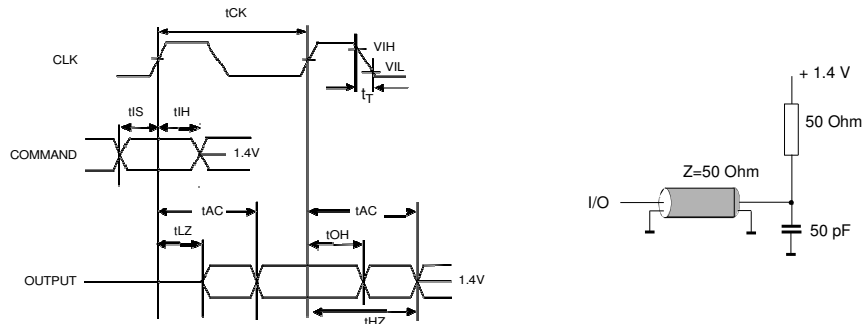 tCK
CLK
VIH
VIL
tT
tIS
tIH
COMMAND
1.4V
tAC
tAC
tLZ
tOH
OUTPUT
1.4V
tHZ
+ 1.4 V
50 Ohm
Z=50 Ohm
I/O
50 pF